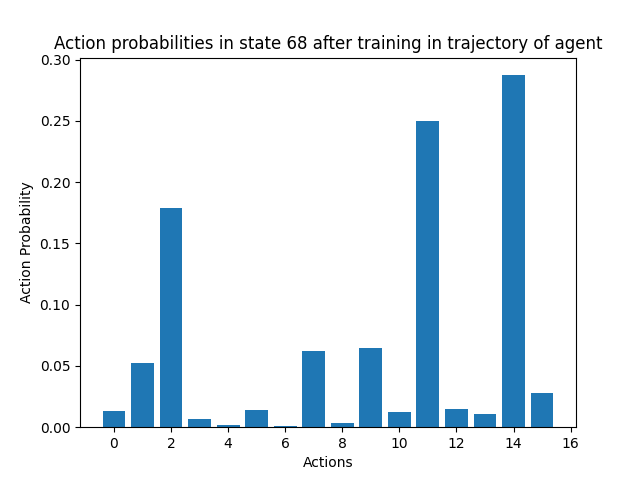 Action probabilities in state 68 after training in trajectory of agent
0.30
0.25
0.20
0.15
0.10
0.05
0.00
Action Probability
0 2 4 6 8 10 12 14 16
Actions